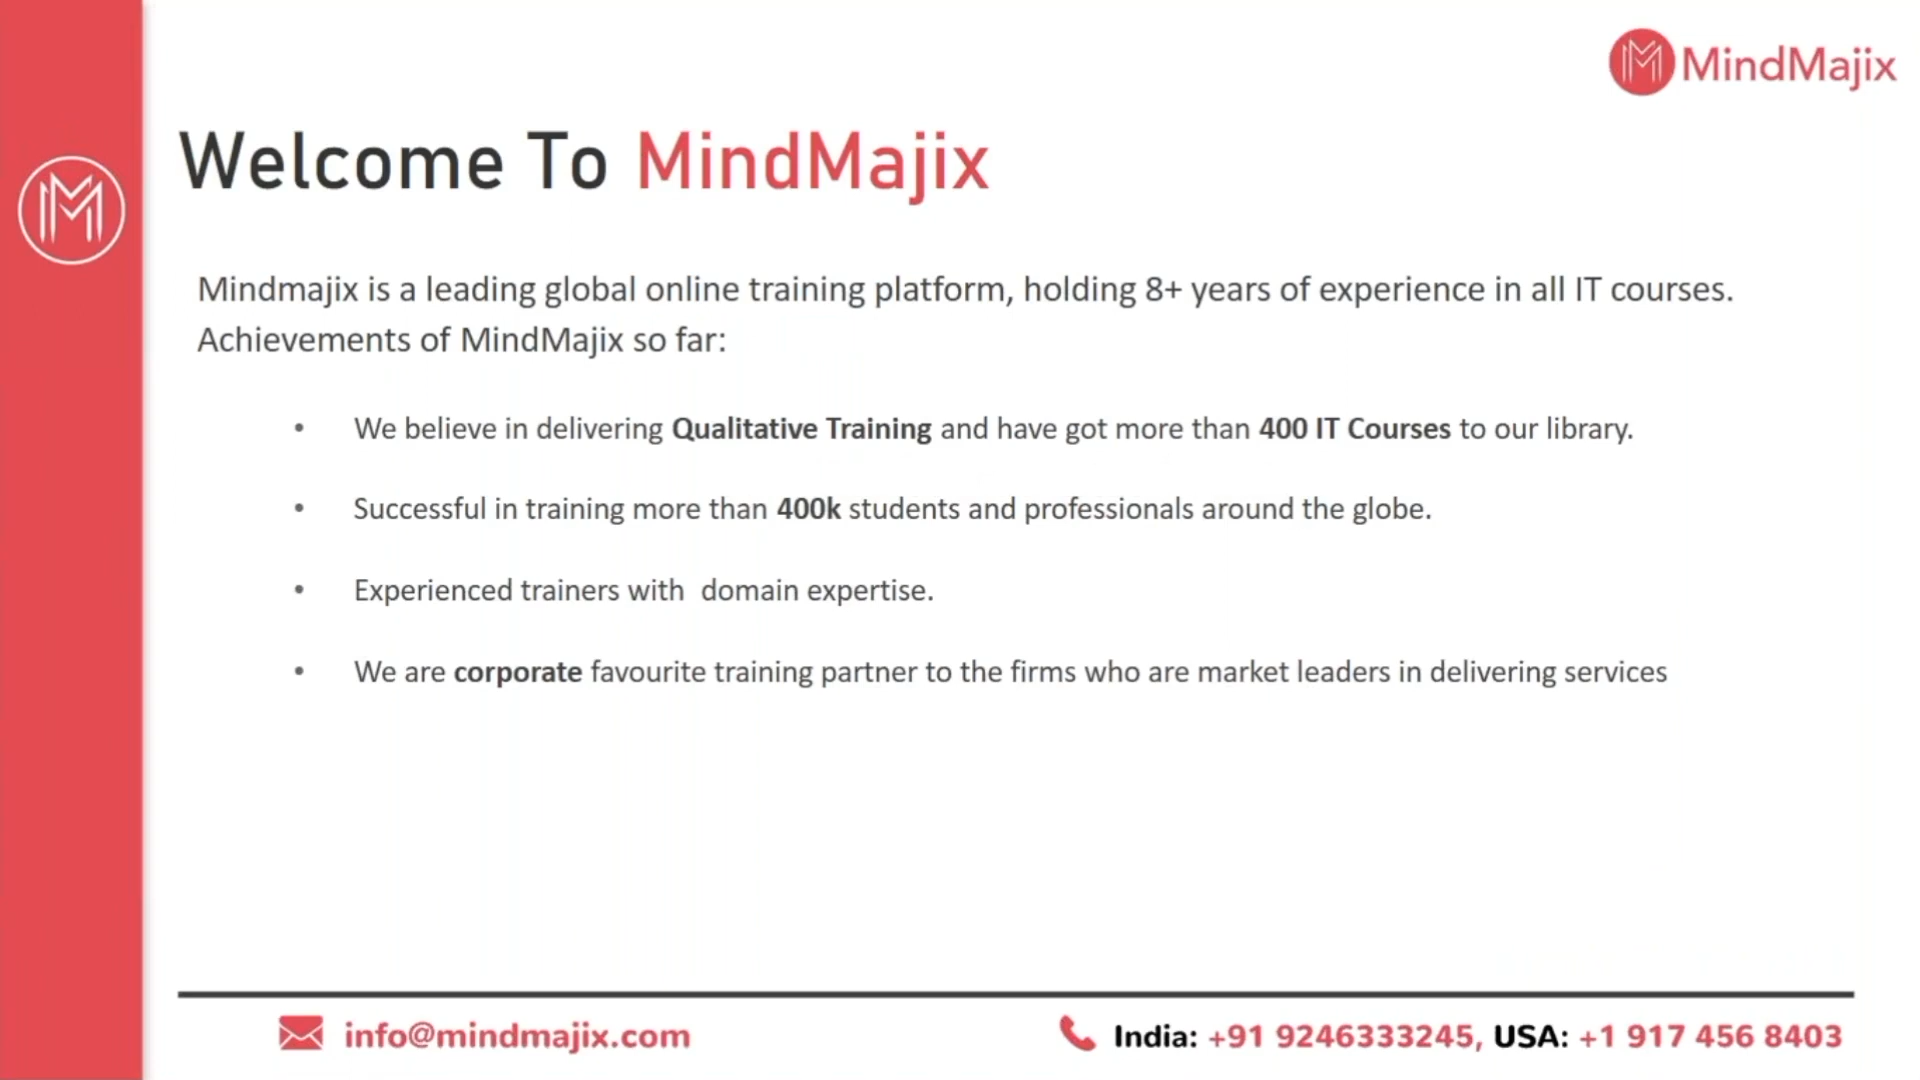 MindMajix
Welcome To MindMajix
Mindmajix is a leading global online training platform, holding 8+ years of experience in all IT courses.
Achievements of MindMajix so far:
• We believe in delivering Qualitative Training and have got more than 400 IT Courses to our library.
• Successful in training more than 400k students and professionals around the globe.
• Experienced trainers with  domain expertise.
• We are corporate favourite training partner to the firms who are market leaders in delivering services
info@mindmajix.com
India: +91 9246333245, USA: +1 917 456 8403